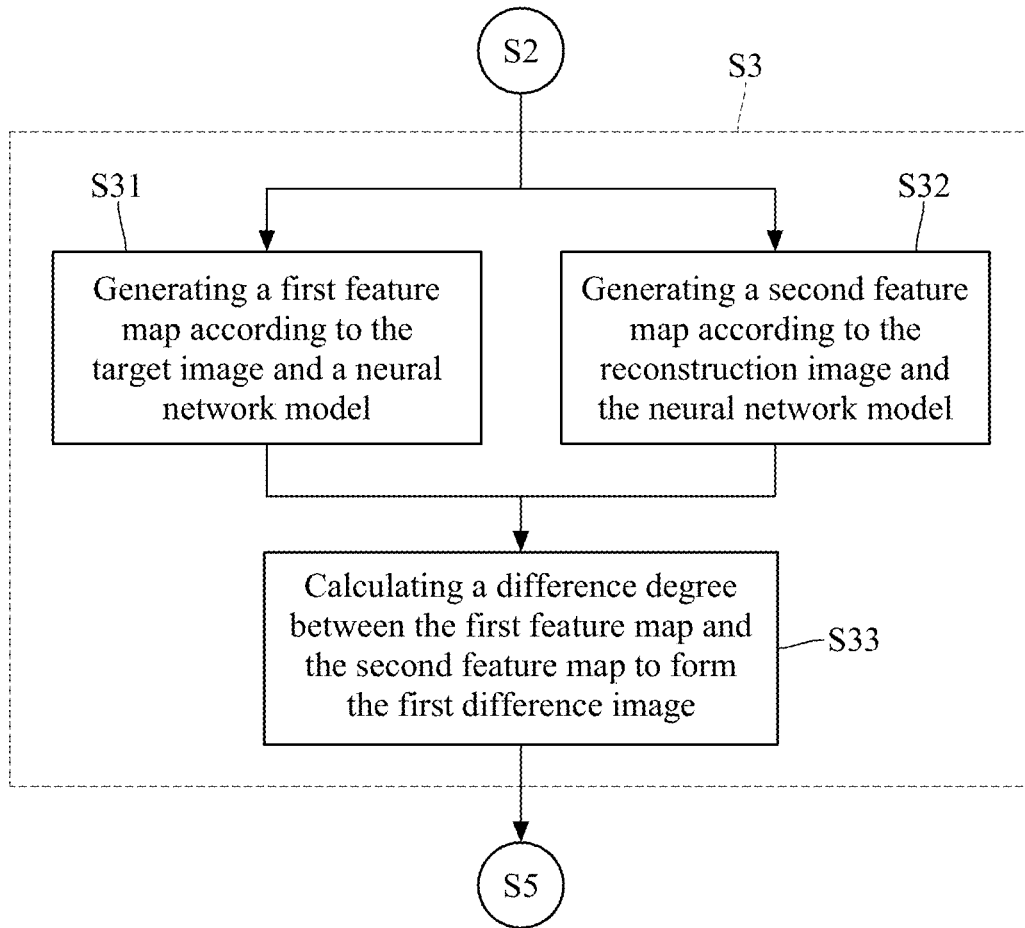 S2
S3
S31
S32
Generating a first feature
map according to the
target image and a neural
network model
Generating a second feature
map according to the
reconstruction image and
the neural network model
Calculating a difference degree
between the first feature map and
the second feature map to form
the first difference image
S33
S5